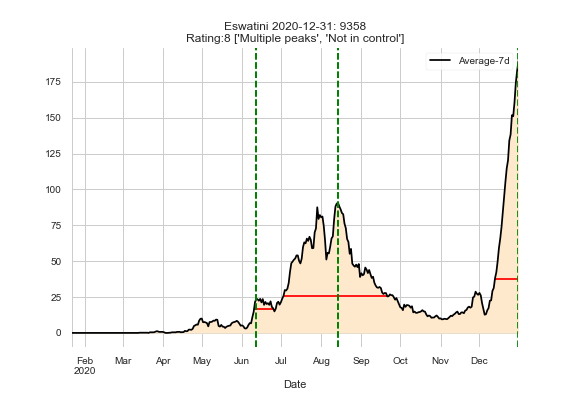 Eswatini 2020-12-31: 9358
Rating:8 ['Multiple peaks', 'Not in control']
Average-7d
175
150
125
100
75
50
25
0
Feb Mar Apr May Jun Jul Aug Sep Oct Nov Dec
2020
Date